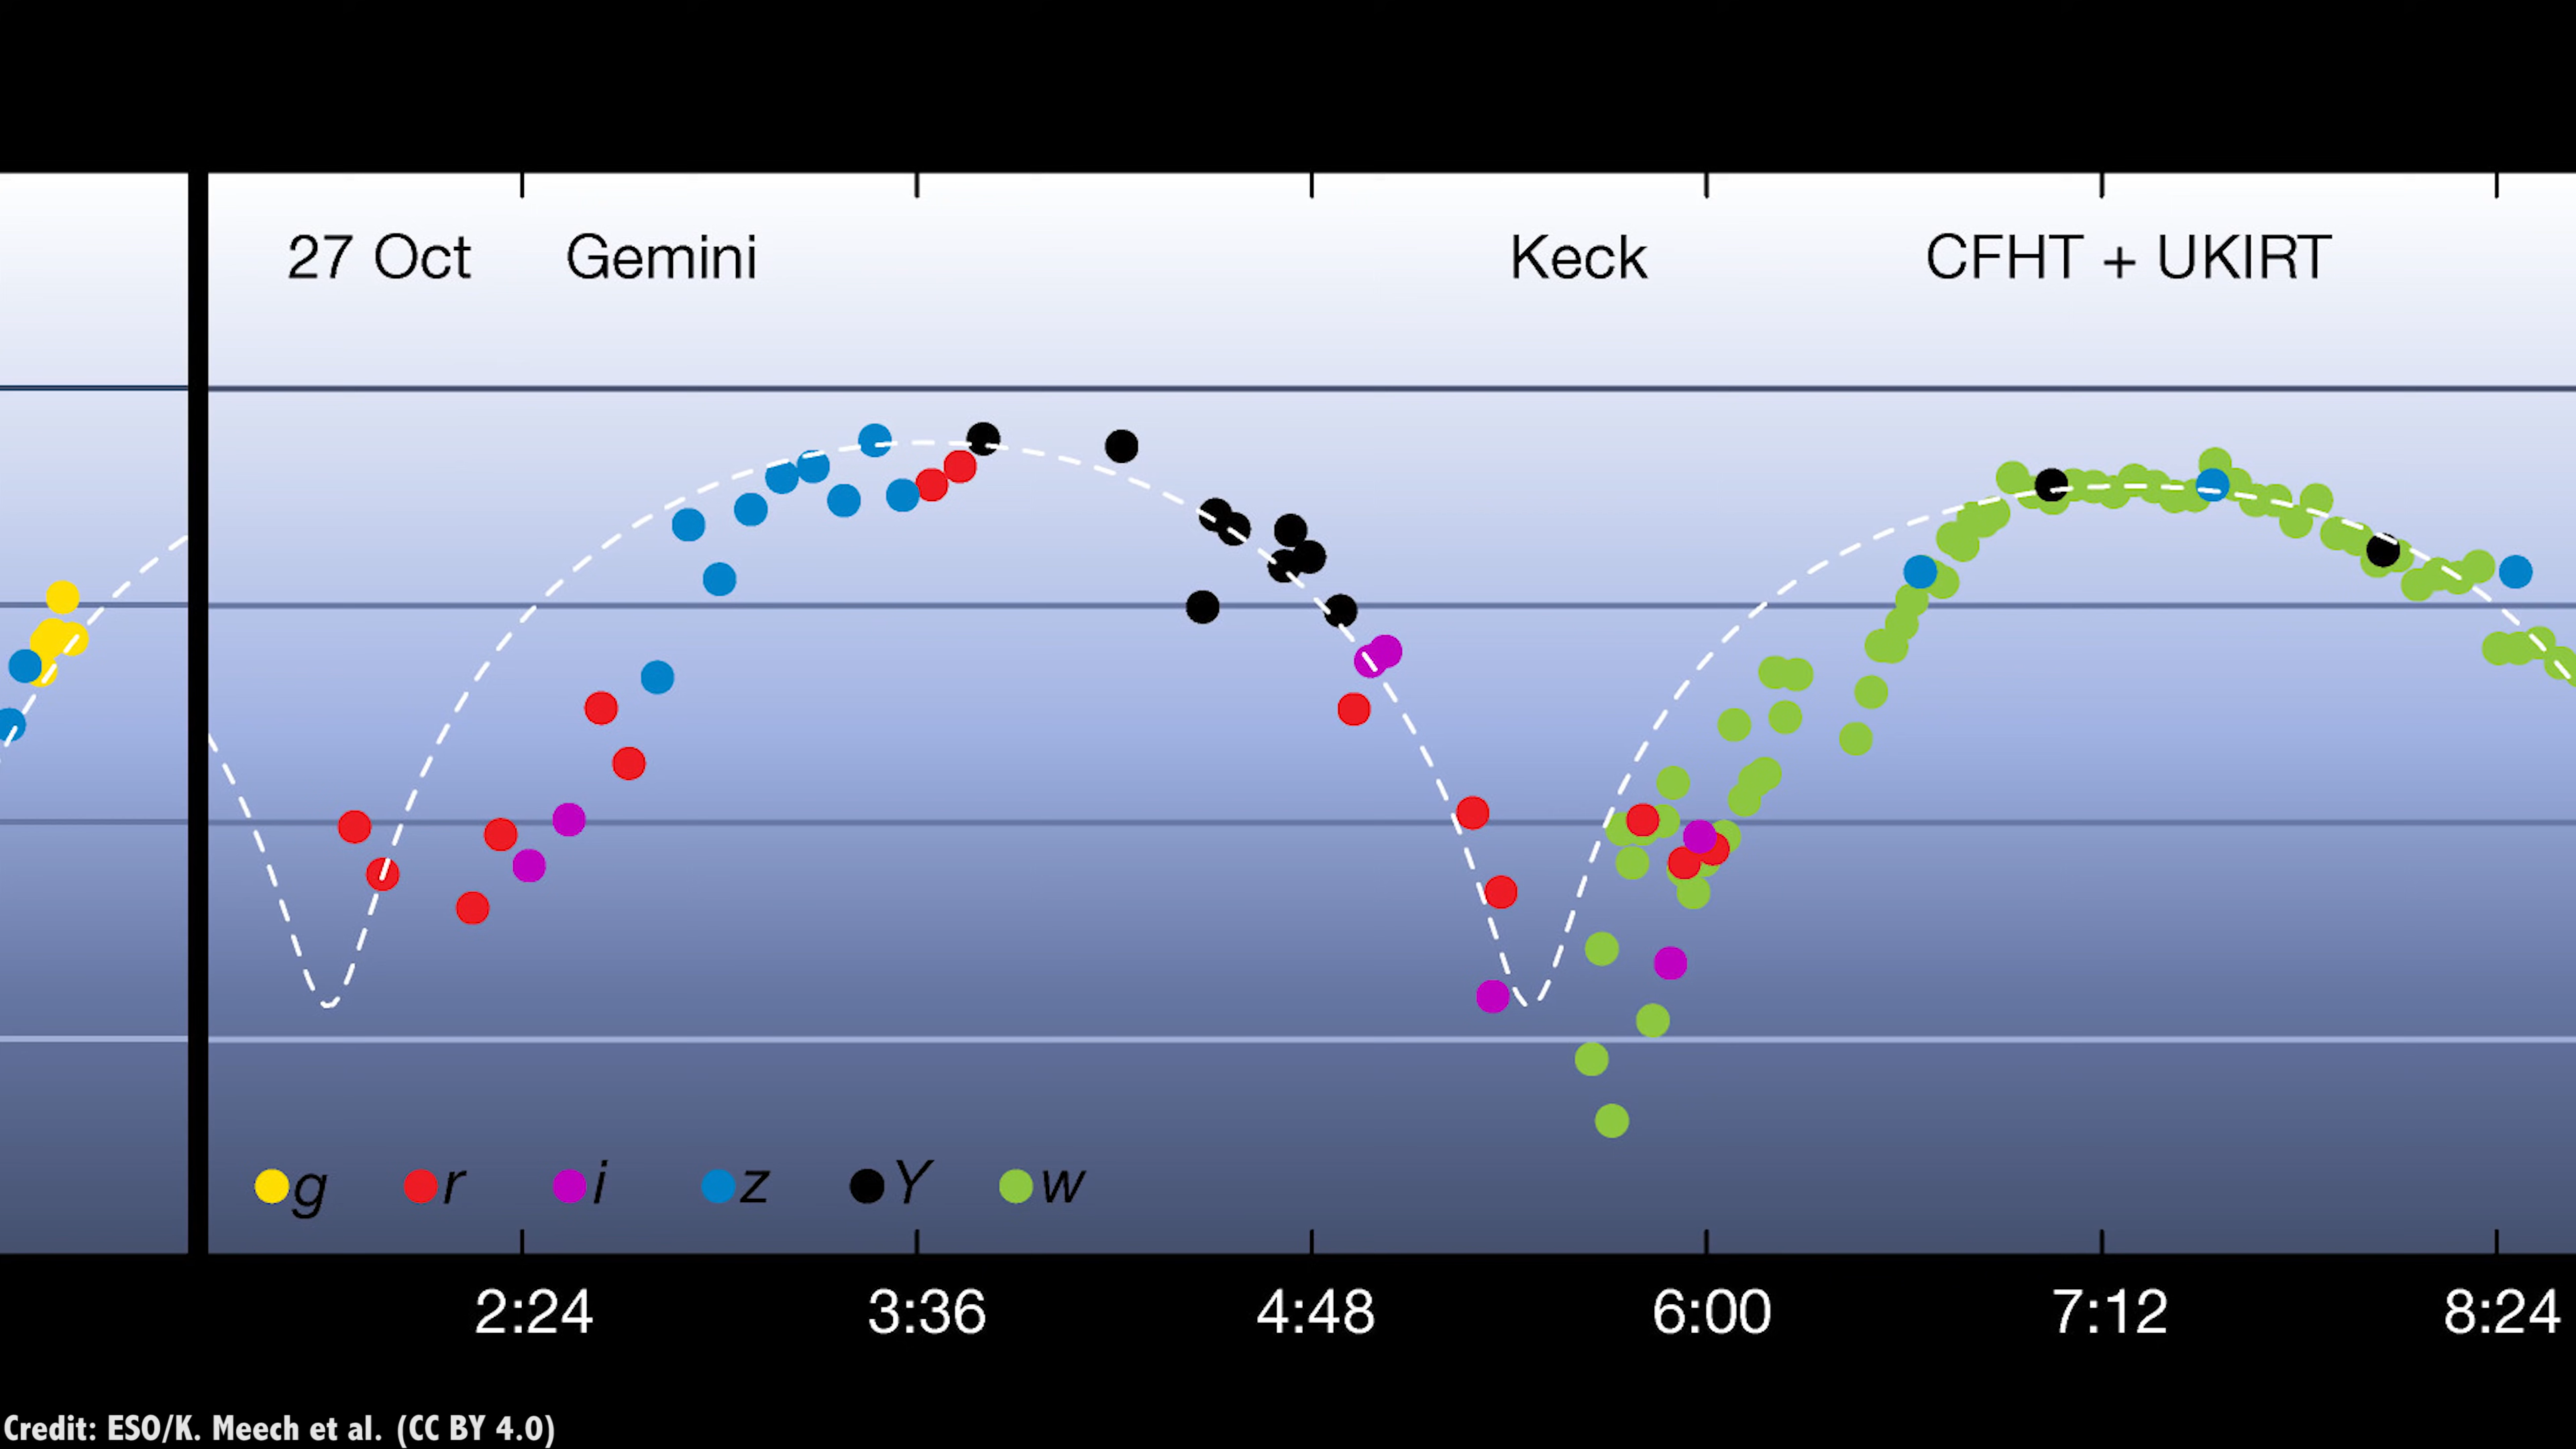 27 Oct Gemini Keck CFHT + UKIRT
g r i z Y w
2:24 3:36 4:48 6:00 7:12 8:24
Credit: ESO/K. Meech et al. (CC BY 4.0)